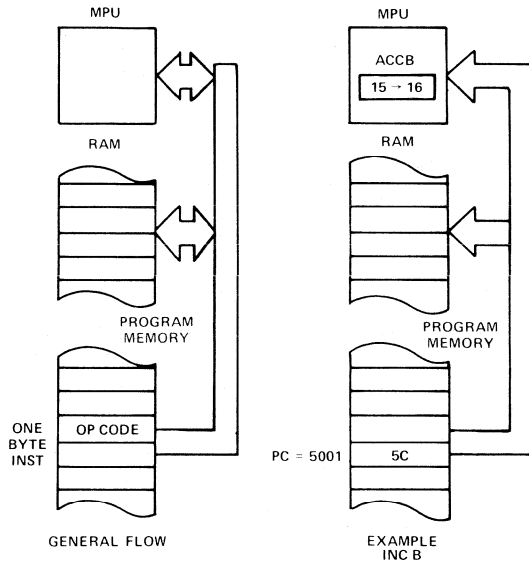 MPU
RAM
PROGRAM
MEMORY
ONE
BYTE
INST
OP CODE
GENERAL FLOW
MPU
ACCB
15 → 16
RAM
PROGRAM
MEMORY
PC = 5001
5C
EXAMPLE
INC B